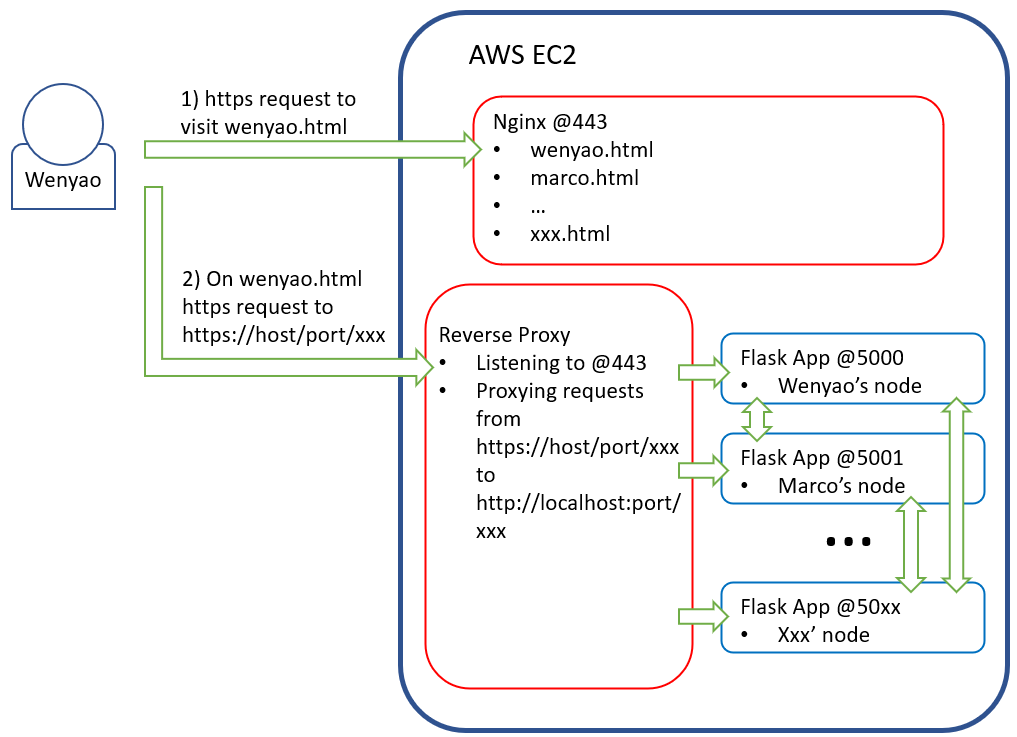 AWS EC2
1) https request to
visit wenyao.html
Wenyao
Nginx @443
• wenyao.html
• marco.html
• …
• xxx.html
2) On wenyao.html
https request to
https://host/port/xxx
Reverse Proxy
• Listening to @443
• Proxying requests
from
https://host/port/xxx
to
http://localhost:port/
xxx
Flask App @5000
• Wenyao’s node
Flask App @5001
• Marco’s node
...
Flask App @50xx
• Xxx’ node